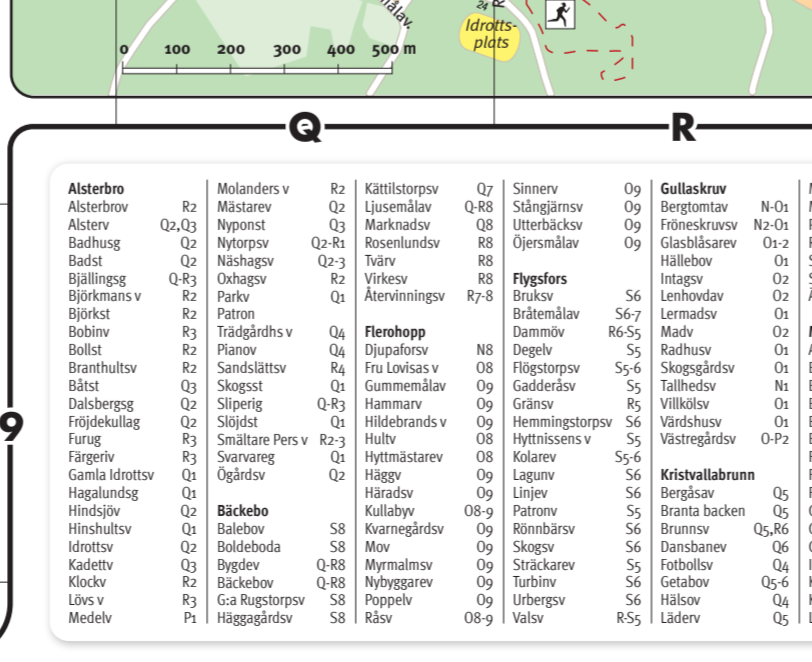 målav.
24
R
Idrotts-
plats
0 100 200 300 400 500 m
Q
R
9
Alsterbro
Alsterbrov R2
Alsterv Q2,Q3
Badhusg Q2
Badst Q2
Bjällingsg Q-R3
Björkmans v R2
Björkst R2
Bobinv R3
Bollst R2
Branthultsv R2
Båtst Q3
Dalsbergsg Q2
Fröjdekullag Q2
Furug R3
Färgeriv R3
Gamla Idrottsv Q1
Hagalundsg Q1
Hindsjöv Q2
Hinshultsv Q1
Idrottsv Q2
Kadettv Q3
Klockv R2
Lövs v R3
Medelv P1
Molanders v R2
Mästarev Q2
Nyponst Q3
Nytorpsv Q2-R1
Näshagsv Q2-3
Oxhagsv R2
Parkv Q1
Patron
Trädgårdhs v Q4
Pianov Q4
Sandslättsv R4
Skogsst Q1
Sliperig Q-R3
Slöjdst Q1
Smältare Pers v R2-3
Svarvareg Q1
Ögårdsv Q2
Bäckebo
Balebov S8
Boldeboda S8
Bygdev Q-R8
Bäckebov Q-R8
G:a Rugstorpsv S8
Häggagårdsv S8
Kättilstorpsv Q7
Ljusemålav Q-R8
Marknadsv Q8
Rosenlundsv R8
Tvärv R8
Virkesv R8
Återvinningsv R7-8
Flerohopp
Djupaforsv N8
Fru Lovisas v O8
Gummemålav O9
Hammarv O9
Hildebrands v O9
Hultv O8
Hyttmästarev O8
Häggv O9
Häradsv O9
Kullabyv O8-9
Kvarnegårdsv O9
Mov O9
Myrmalmsv O9
Nybyggarev O9
Poppelv O9
Råsv O8-9
Sinnerv O9
Stångjärnsv O9
Utterbäcksv O9
Öjersmålav O9
Flygsfors
Bruksv S6
Bråtemålav S6-7
Dammöv R6-S5
Degelv S5
Flögstorpsv S5-6
Gadderåsv S5
Gränsv R5
Hemmingstorpsv S6
Hyttnissens v S5
Kolarev S5-6
Lagunv S6
Linjev S6
Patronv S5
Rönnbärsv S6
Skogsv S6
Sträckarev S5
Turbinv S6
Urbergsv S6
Valsv R-S5
Gullaskruv
Bergtomtav N-O1
Fröneskruvsv N2-O1
Glasblåsarev O1-2
Hällebov O1
Intagsv O2
Lenhovdav O2
Lermadsv O1
Madv O2
Radhusv O1
Skogsgårdsv O1
Tallhedsv N1
Villkölsv O1
Värdshusv O1
Västregårdsv O-P2
Kristvallabrunn
Bergåsav Q5
Branta backen Q5
Brunnsv Q5,R6
Dansbanev Q6
Fotbollsv Q4
Getabov Q5-6
Hälsov Q4
Läderv Q5